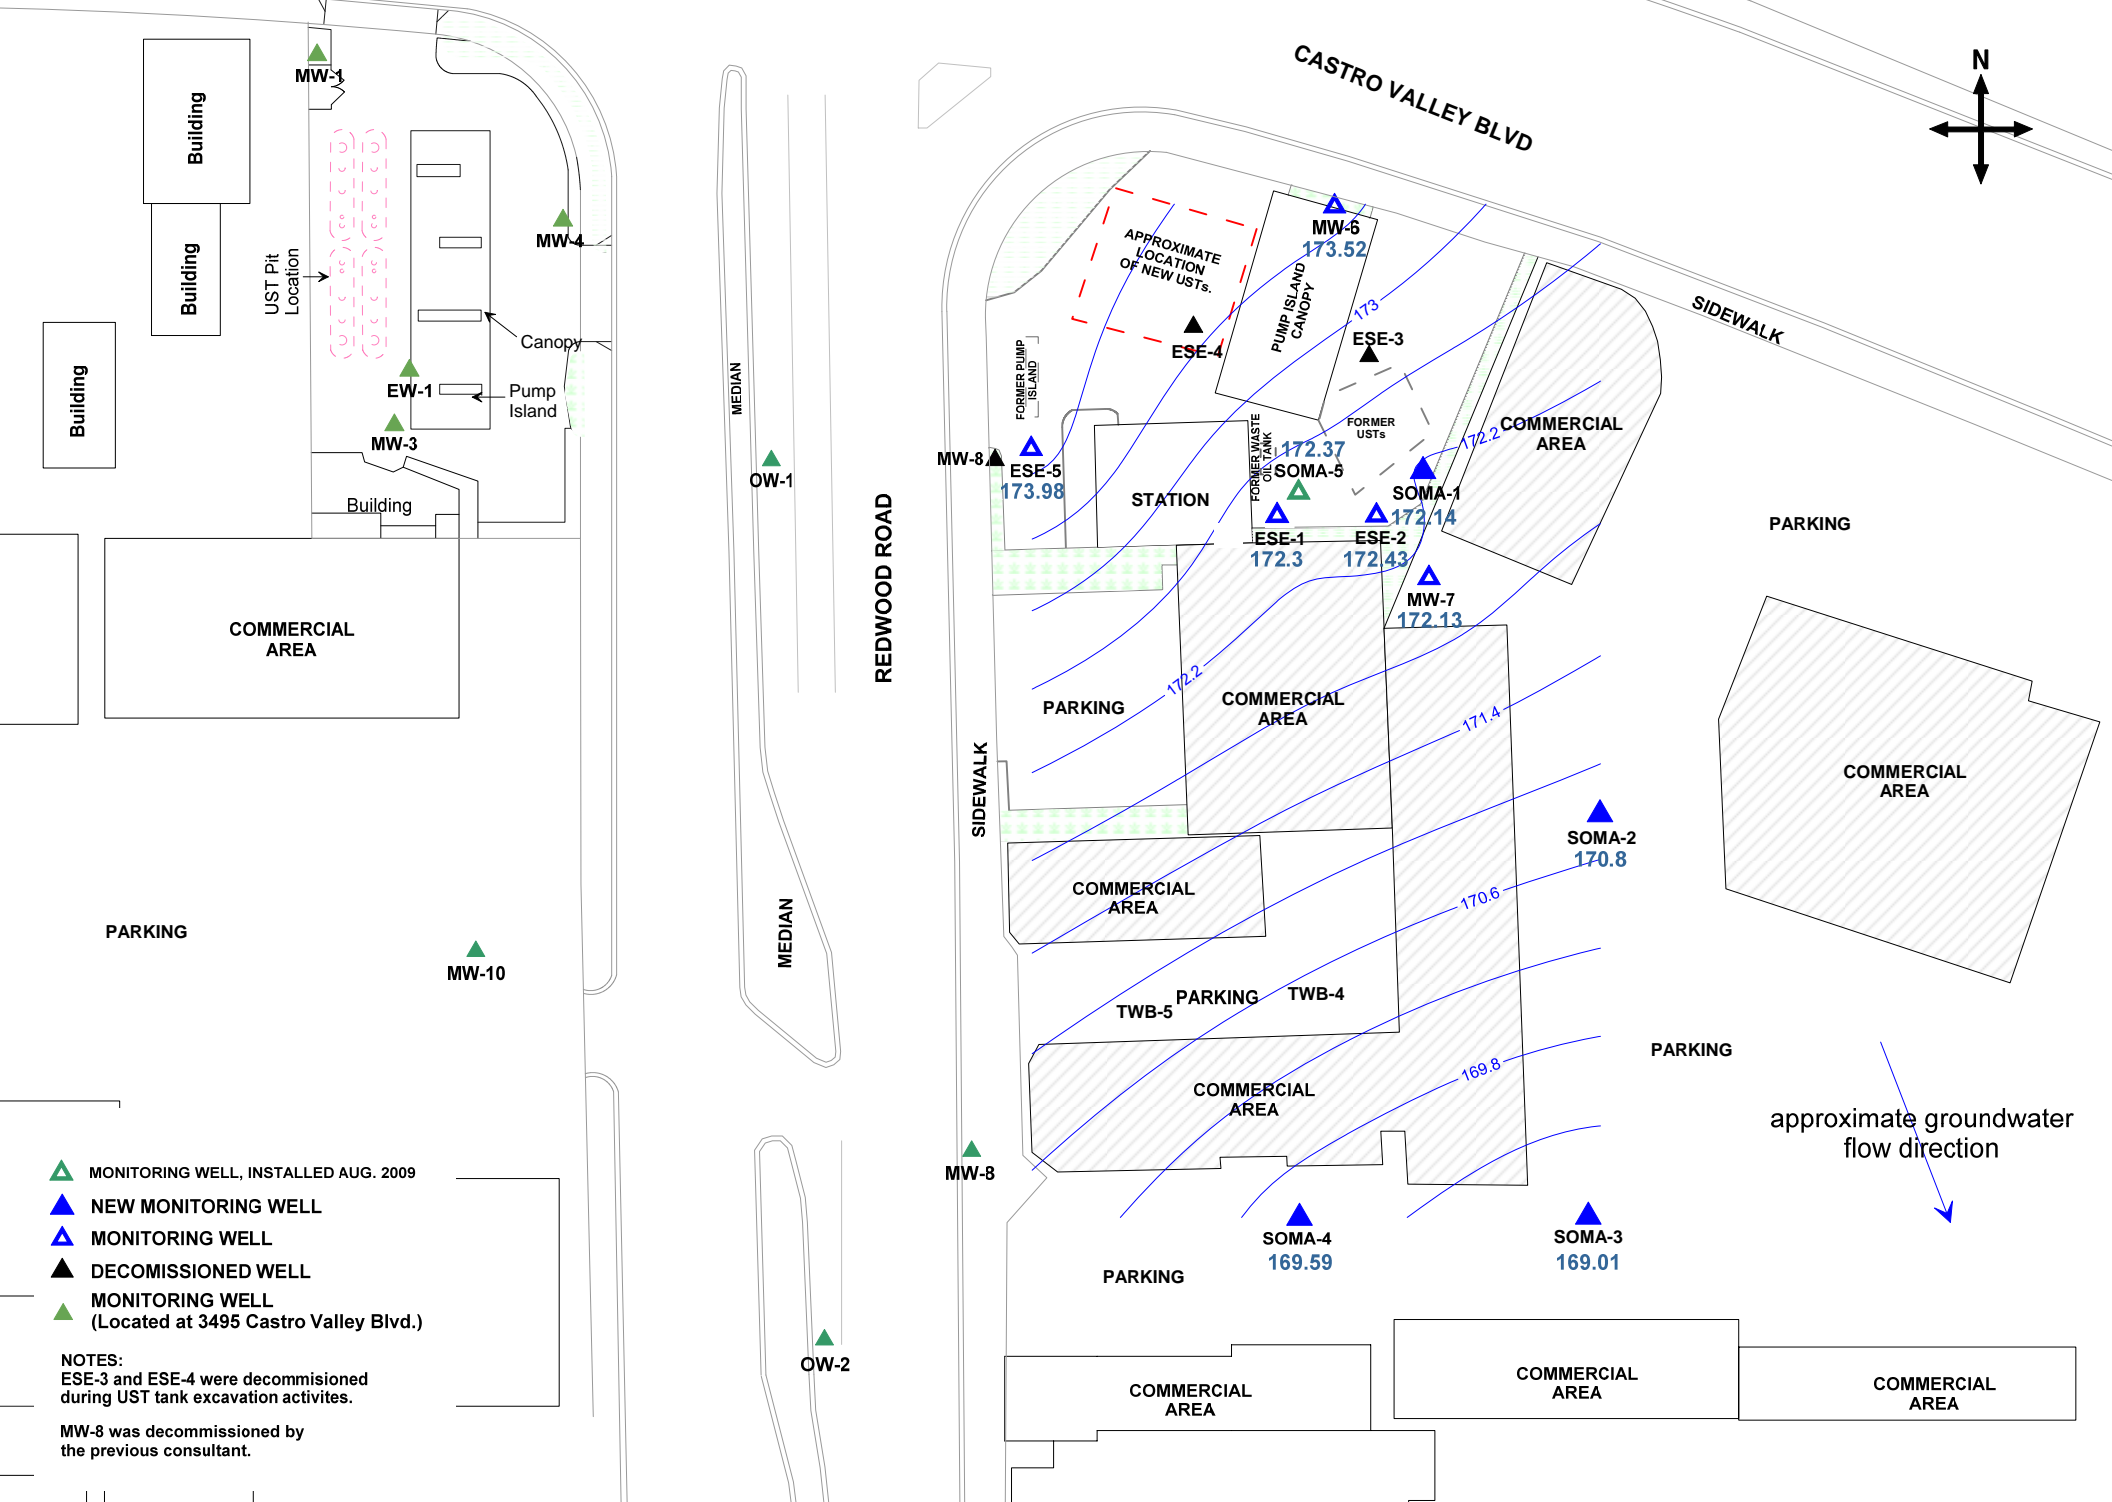 CASTRO VALLEY BLVD
N
MW-1
Building
Building
Building
UST Pit
Location
MW-4
Canopy
EW-1
Pump
Island
MW-3
Building
COMMERCIAL
AREA
PARKING
MW-10
MEDIAN
OW-1
REDWOOD ROAD
MEDIAN
SIDEWALK
MW-8
OW-2
APPROXIMATE
LOCATION
OF NEW USTs.
MW-6
173.52
PUMP ISLAND
CANOPY
173
SIDEWALK
ESE-4
ESE-3
FORMER PUMP
ISLAND
MW-8
ESE-5
173.98
STATION
FORMER WASTE
OIL TANK
FORMER
USTs
172.37
SOMA-5
172.2
COMMERCIAL
AREA
SOMA-1
172.14
ESE-1
172.3
ESE-2
172.43
MW-7
172.13
PARKING
172.2
PARKING
COMMERCIAL
AREA
171.4
COMMERCIAL
AREA
SOMA-2
170.8
COMMERCIAL
AREA
170.6
TWB-5
PARKING
TWB-4
PARKING
169.8
COMMERCIAL
AREA
approximate groundwater
flow direction
SOMA-4
169.59
SOMA-3
169.01
PARKING
COMMERCIAL
AREA
COMMERCIAL
AREA
COMMERCIAL
AREA
MONITORING WELL, INSTALLED AUG. 2009
NEW MONITORING WELL
MONITORING WELL
DECOMISSIONED WELL
MONITORING WELL
(Located at 3495 Castro Valley Blvd.)
NOTES:
ESE-3 and ESE-4 were decommisioned
during UST tank excavation activites.
MW-8 was decommissioned by
the previous consultant.